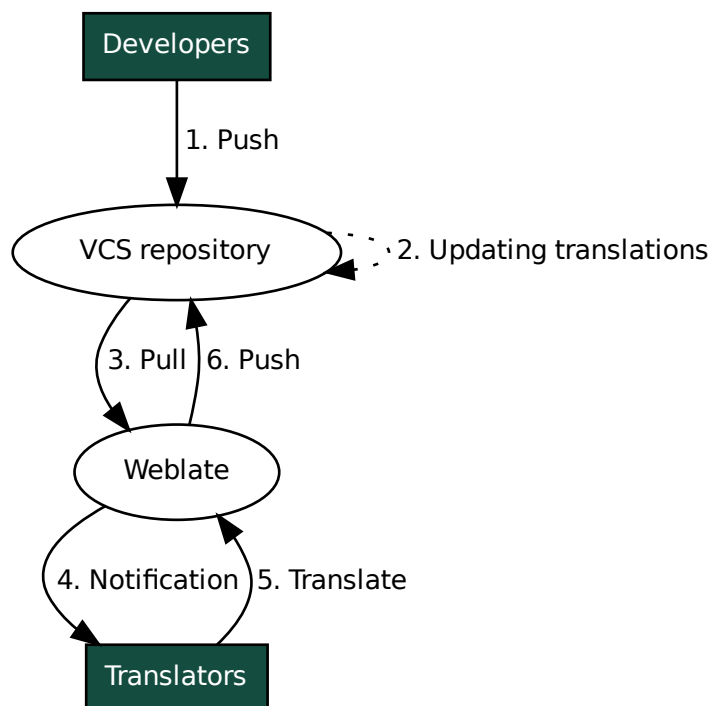 Developers
1. Push
VCS repository
2. Updating translations
3. Pull
6. Push
Weblate
4. Notification
5. Translate
Translators